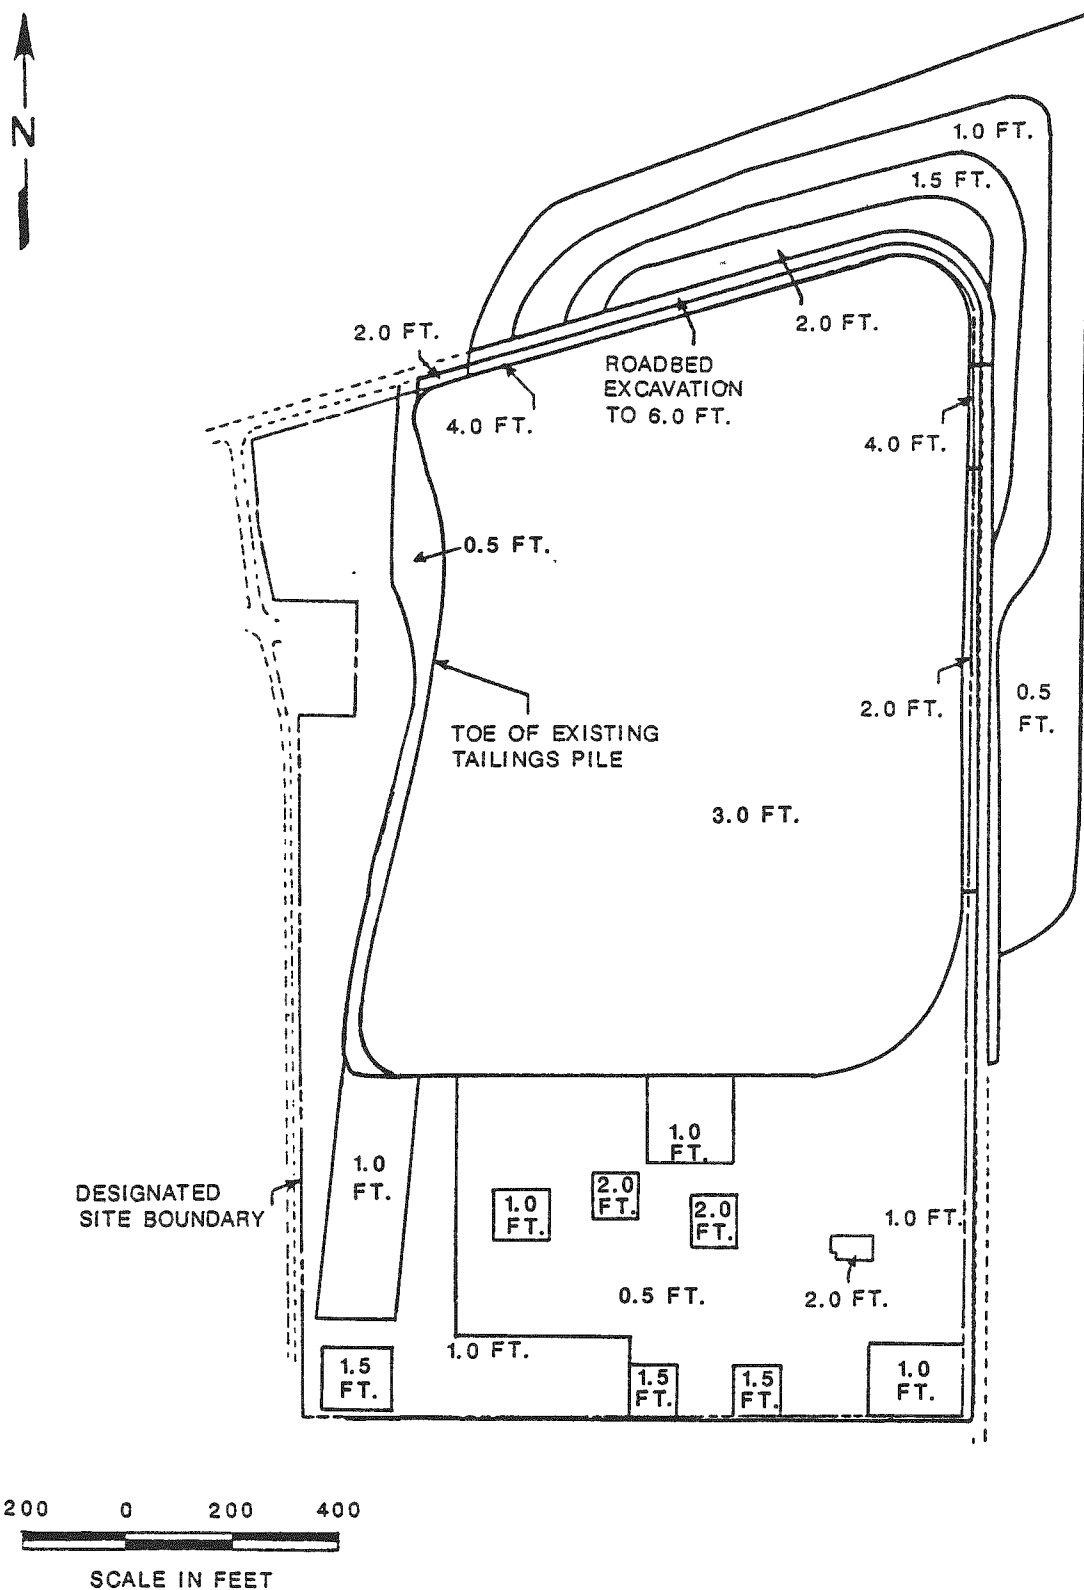 N
1.0 FT.
1.5 FT.
2.0 FT.
2.0 FT.
ROADBED
EXCAVATION
TO 6.0 FT.
4.0 FT.
4.0 FT.
0.5 FT.
0.5
FT.
2.0 FT.
TOE OF EXISTING
TAILINGS PILE
3.0 FT.
1.0
FT.
1.0
FT.
DESIGNATED
SITE BOUNDARY
2.0
FT.
1.0
FT.
2.0
FT.
1.0 FT.
0.5 FT.
2.0 FT.
1.0 FT.
1.5
FT.
1.5
FT.
1.5
FT.
1.0
FT.
200 0 200 400
SCALE IN FEET